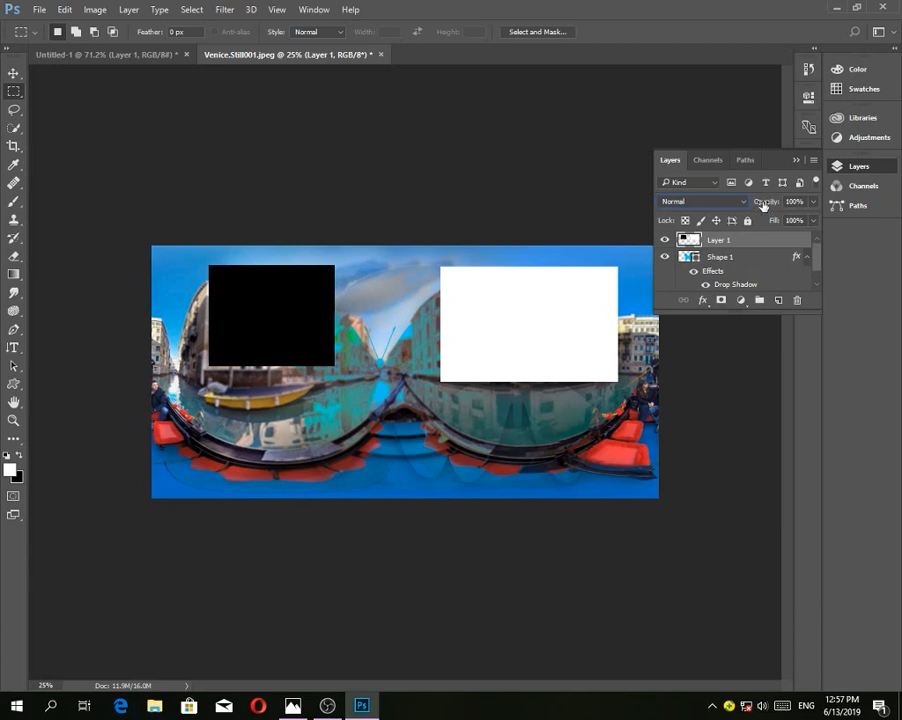 Ps File Edit Image Layer Type Select Filter 3D View Window Help
Feather: 0 px Anti-alias Style: Normal Width: Height: Select and Mask...
Untitled-1 @ 71.2% (Layer 1, RGB/8#) * × Venice.Still001.jpeg @ 25% (Layer 1, RGB/8*) * ×
Color
Swatches
Libraries
Adjustments
Layers
Channels
Paths
Layers Channels Paths
Kind
Normal Opacity: 100%
Lock: Fill: 100%
Layer 1
Shape 1 fx
Effects
Drop Shadow
fx
25% Doc: 11.9M/16.0M
ENG
12:57 PM
6/13/2019
1